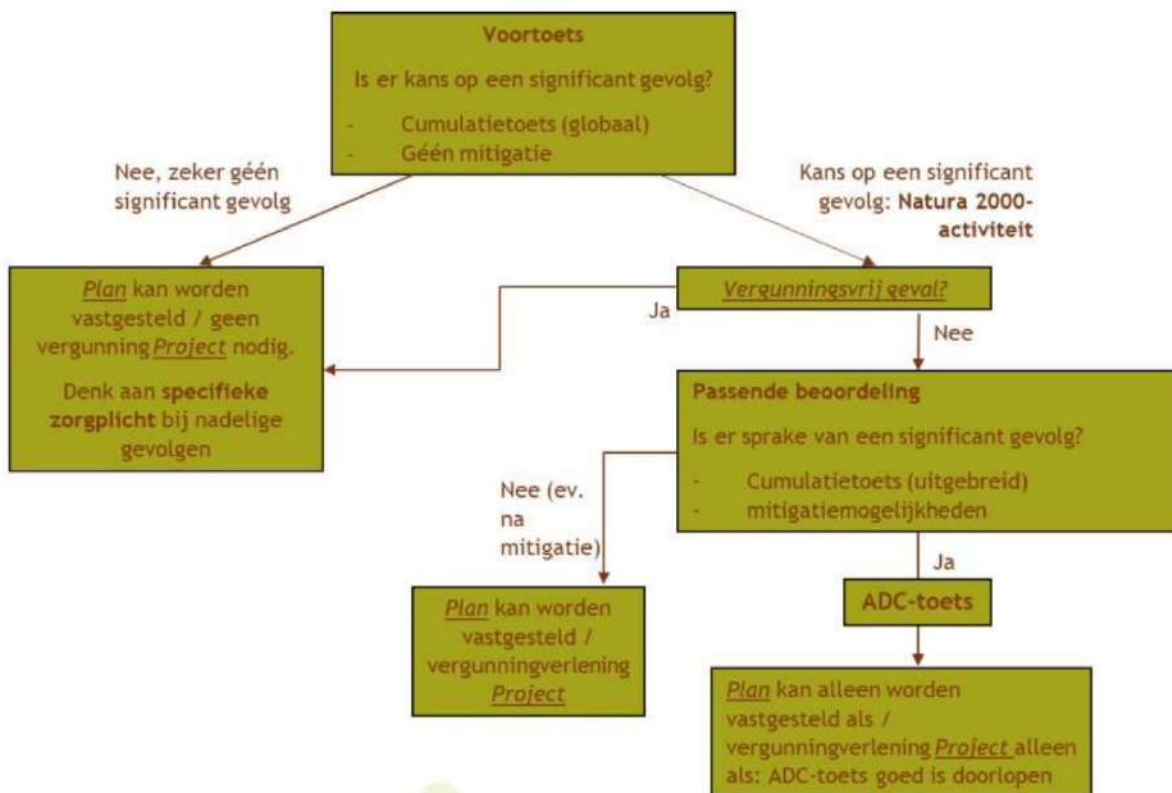 Voortoets
Is er kans op een significant gevolg?
- Cumulatietoets (globaal)
- Géén mitigatie
Nee, zeker géén
significant gevolg
Kans op een significant
gevolg: Natura 2000-
activiteit
Plan kan worden
vastgesteld / geen
vergunning Project nodig.
Denk aan specifieke
zorgplicht bij nadelige
gevolgen
Vergunningsvrij geval?
Ja
Nee
Passende beoordeling
Is er sprake van een significant gevolg?
- Cumulatietoets (uitgebreid)
- mitigatiemogelijkheden
Nee (ev.
na
mitigatie)
Ja
ADC-toets
Plan kan worden
vastgesteld /
vergunningverlening
Project
Plan kan alleen worden
vastgesteld als /
vergunningverlening Project alleen
als: ADC-toets goed is doorlopen